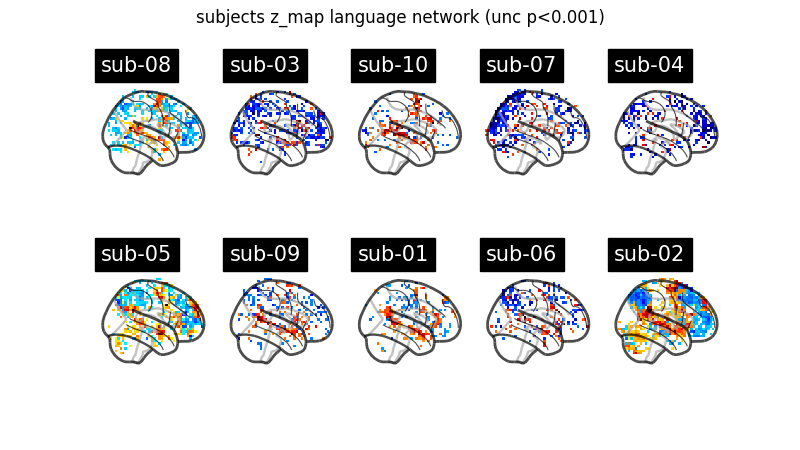 subjects z_map language network (unc p<0.001)
sub-08 sub-03 sub-10 sub-07 sub-04
sub-05 sub-09 sub-01 sub-06 sub-02